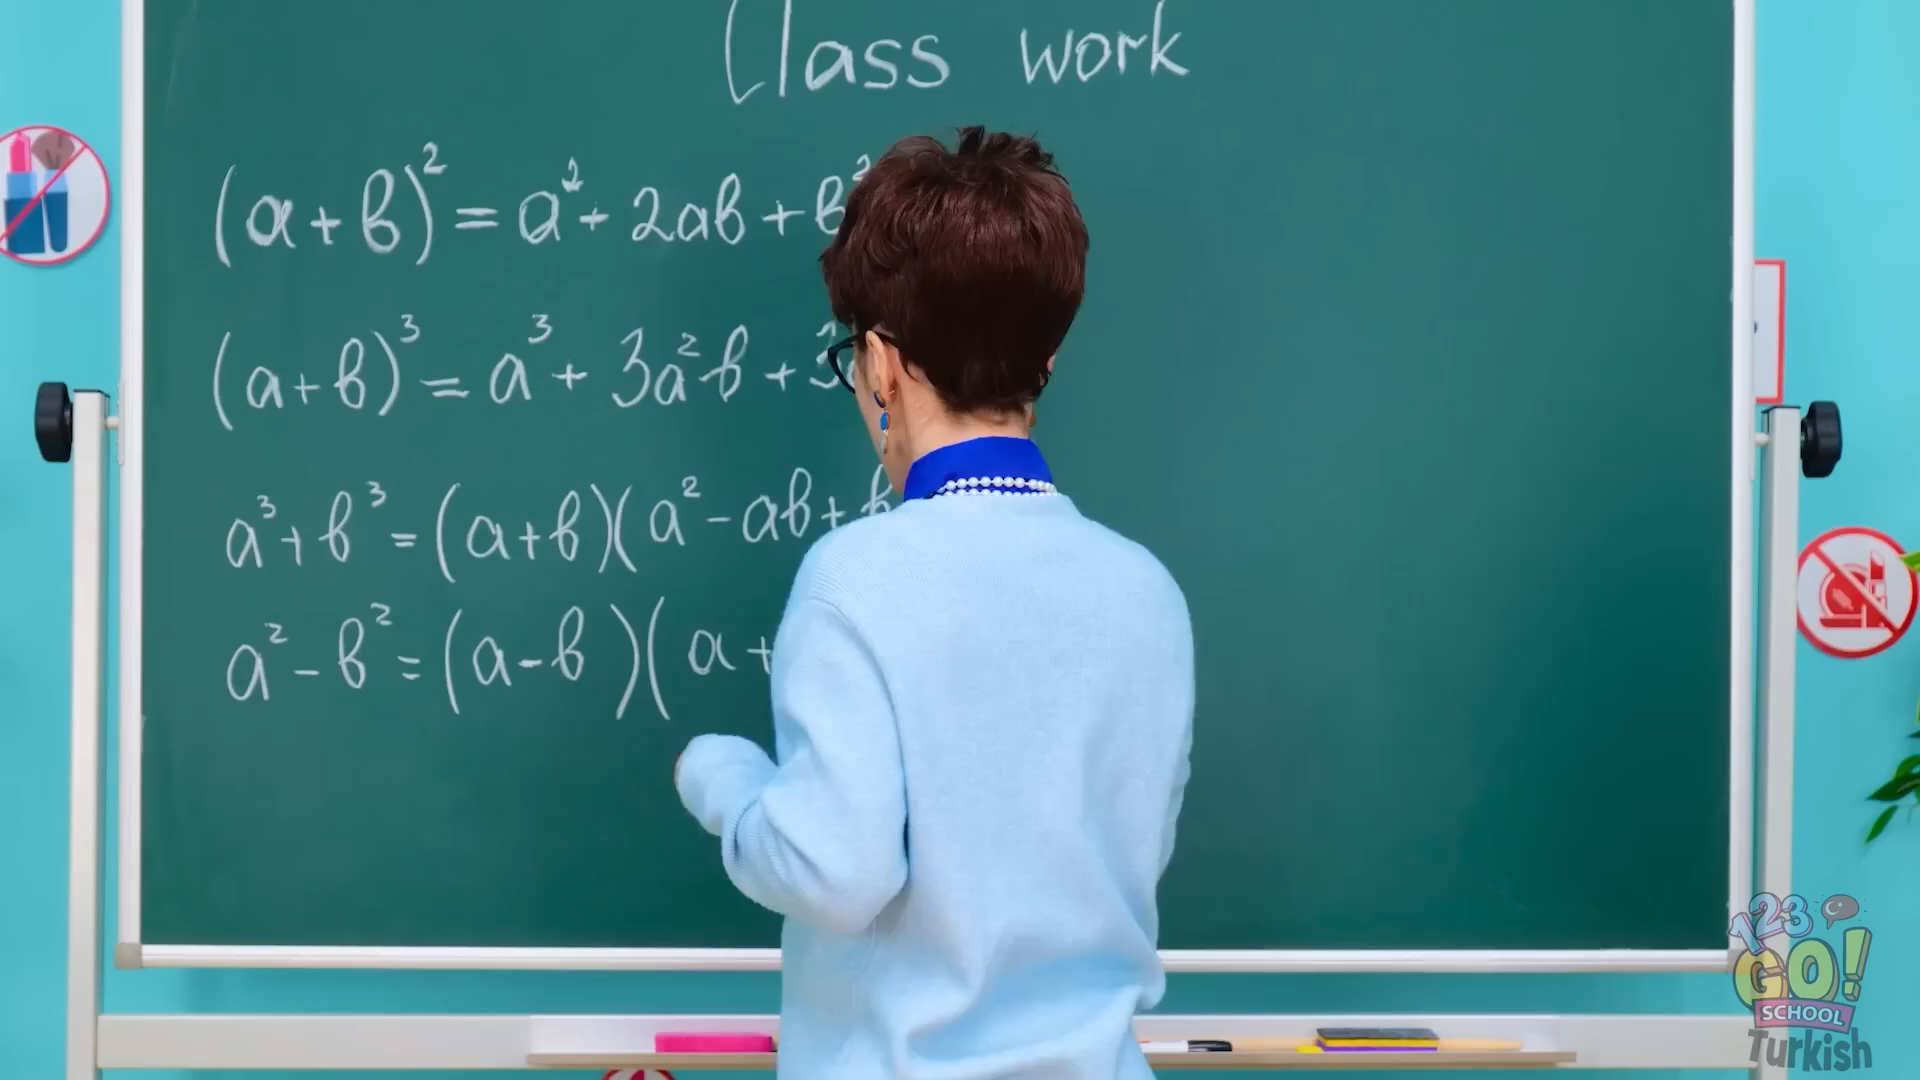 Class work
(a+b)² = a² + 2ab + b²
(a+b)³ = a³ + 3a²b + 3
a³+b³ = (a+b)(a² - ab + b
a² - b² = (a-b)(a+
123
GO!
SCHOOL
Turkish